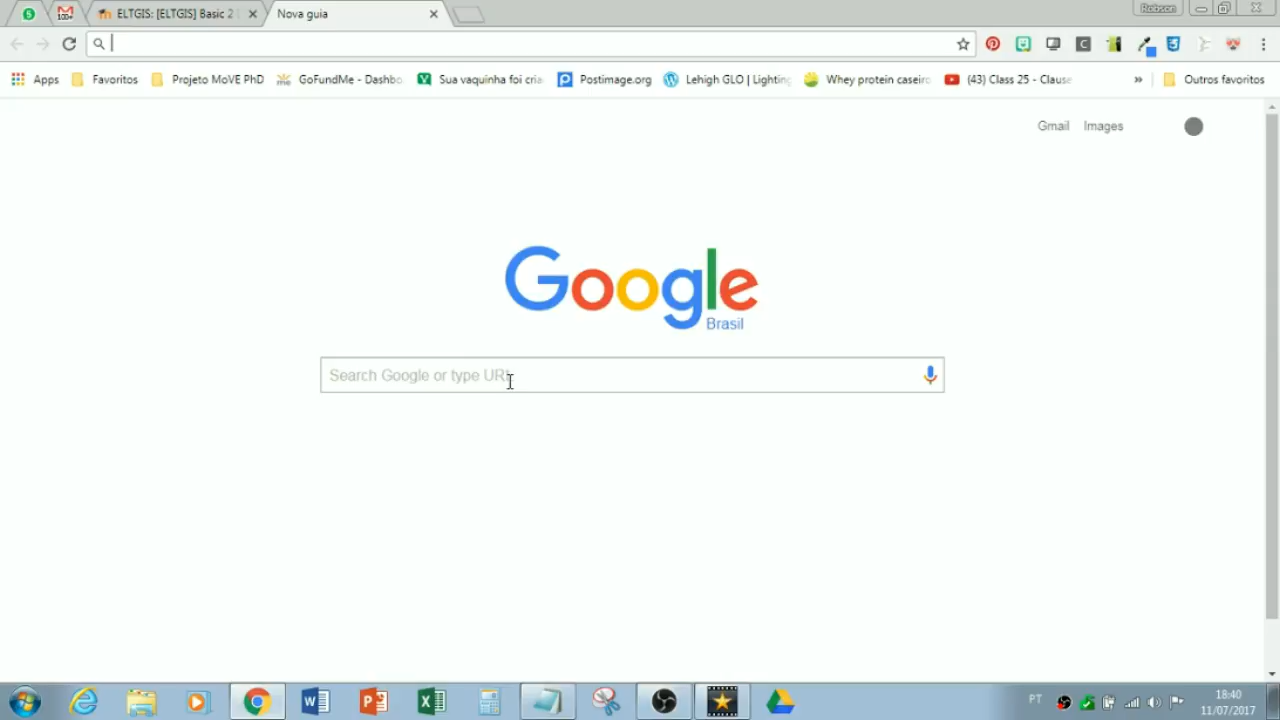 ELTGIS: [ELTGIS] Basic 2
Nova guia
Robson
Apps
Favoritos
Projeto MoVE PhD
GoFundMe - Dashbo
Sua vaquinha foi cria
Postimage.org
Lehigh GLO | Lighting
Whey protein caseiro
(43) Class 25 - Clause
»
Outros favoritos
Gmail
Images
Google
Brasil
Search Google or type URL
PT
18:40
11/07/2017